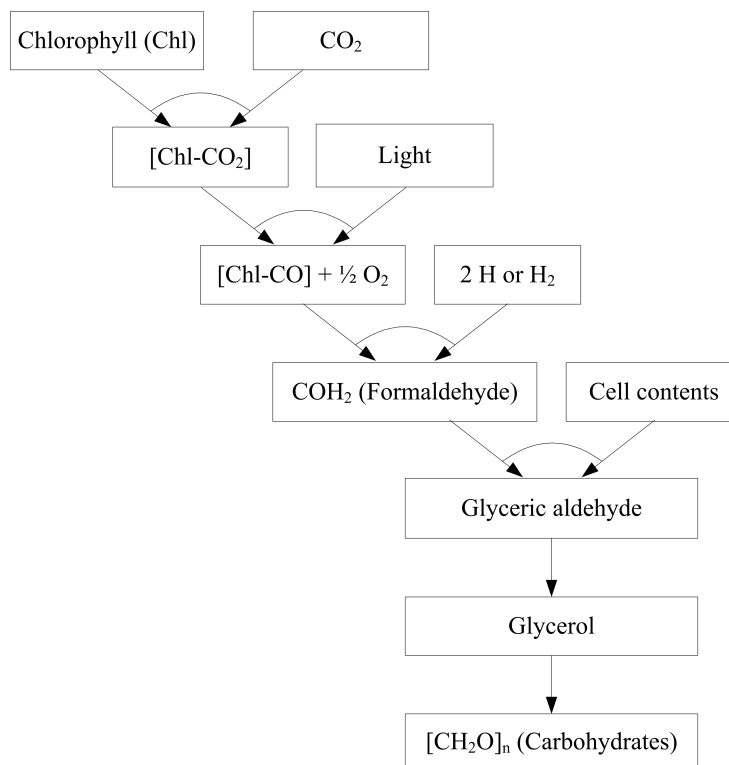 Chlorophyll (Chl)
CO₂
[Chl-CO₂]
Light
[Chl-CO] + ½ O₂
2 H or H₂
COH₂ (Formaldehyde)
Cell contents
Glyceric aldehyde
Glycerol
[CH₂O]ₙ (Carbohydrates)